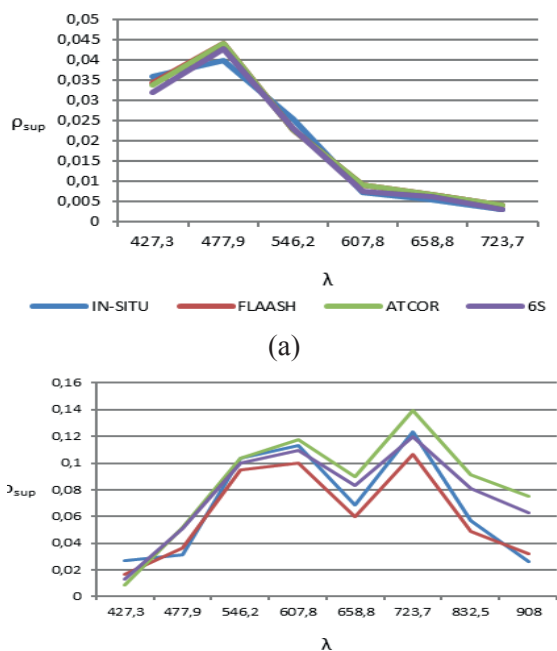 0,05
0,045
0,04
0,035
0,03
0,025
0,02
0,015
0,01
0,005
0
ρsup
427,3 477,9 546,2 607,8 658,8 723,7
λ
IN-SITU FLAASH ATCOR 6S
(a)
0,16
0,14
0,12
0,1
0,08
0,06
0,04
0,02
0
ρsup
427,3 477,9 546,2 607,8 658,8 723,7 832,5 908
λ